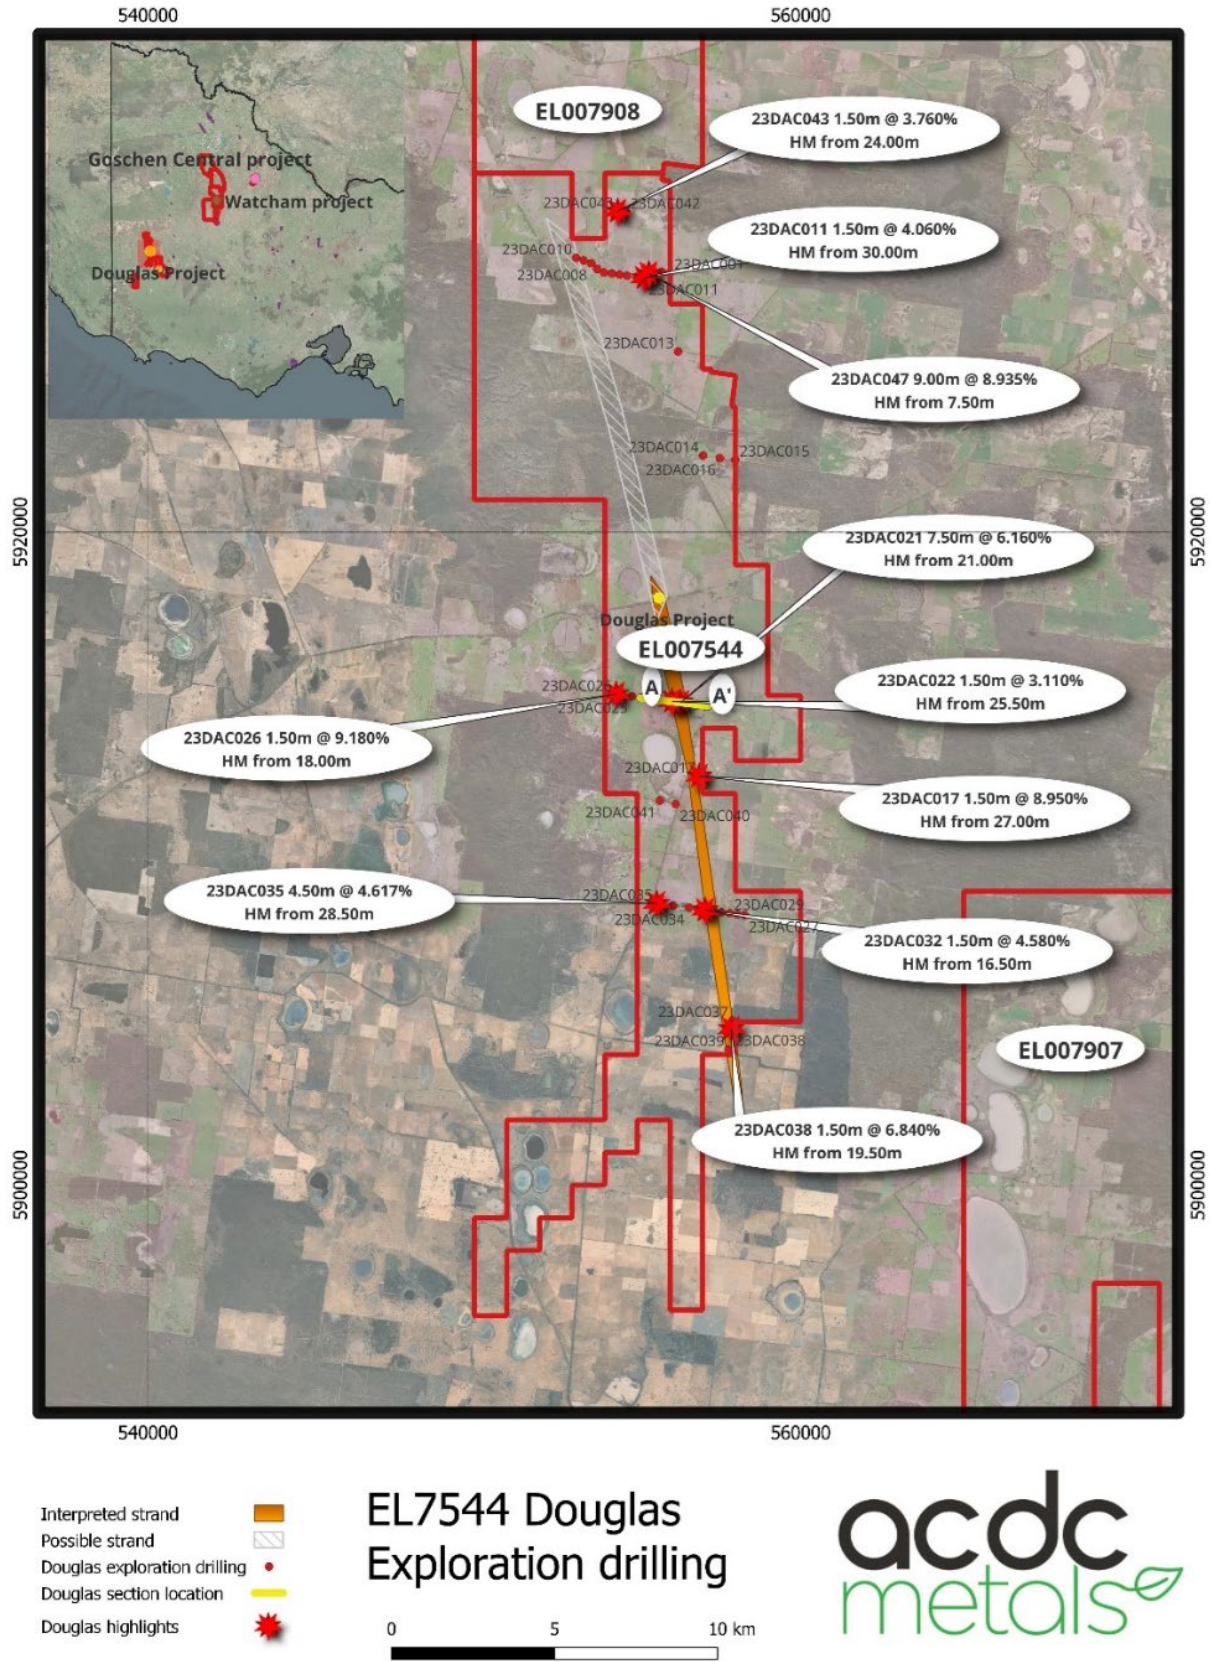 540000
560000
EL007908
23DAC043 1.50m @ 3.760%
HM from 24.00m
Goschen Central project
Watcham project
Douglas Project
23DAC043
23DAC042
23DAC011 1.50m @ 4.060%
HM from 30.00m
23DAC010
23DAC001
23DAC008
23DAC011
23DAC013
23DAC047 9.00m @ 8.935%
HM from 7.50m
23DAC014
23DAC015
23DAC016
5920000
5920000
23DAC021 7.50m @ 6.160%
HM from 21.00m
Douglas Project
EL007544
23DAC026
A
A'
23DAC022 1.50m @ 3.110%
HM from 25.50m
23DAC025
23DAC026 1.50m @ 9.180%
HM from 18.00m
23DAC017
23DAC017 1.50m @ 8.950%
HM from 27.00m
23DAC041
23DAC040
23DAC035 4.50m @ 4.617%
HM from 28.50m
23DAC035
23DAC029
23DAC034
23DAC027
23DAC032 1.50m @ 4.580%
HM from 16.50m
23DAC037
23DAC039
23DAC038
EL007907
23DAC038 1.50m @ 6.840%
HM from 19.50m
5900000
5900000
540000
560000
Interpreted strand
Possible strand
Douglas exploration drilling
Douglas section location
Douglas highlights
EL7544 Douglas
Exploration drilling
0 5 10 km
acdc
metals